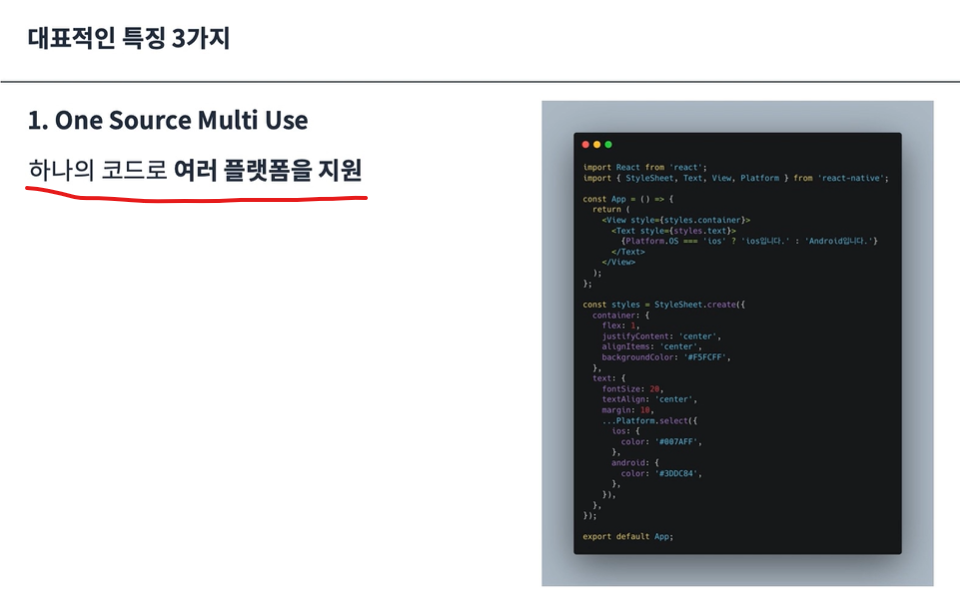 대표적인 특징 3가지
1. One Source Multi Use
하나의 코드로 여러 플랫폼을 지원
import React from 'react';
import { StyleSheet, Text, View, Platform } from 'react-native';
const App = () => {
  return (
    <View style={styles.container}>
      <Text style={styles.text}>
        {Platform.OS === 'ios' ? 'ios입니다.' : 'Android입니다.'}
      </Text>
    </View>
  );
};
const styles = StyleSheet.create({
  container: {
    flex: 1,
    justifyContent: 'center',
    alignItems: 'center',
    backgroundColor: '#F5FCFF',
  },
  text: {
    fontSize: 20,
    textAlign: 'center',
    margin: 10,
    ...Platform.select({
      ios: {
        color: '#007AFF',
      },
      android: {
        color: '#3DDC84',
      },
    }),
  },
});
export default App;